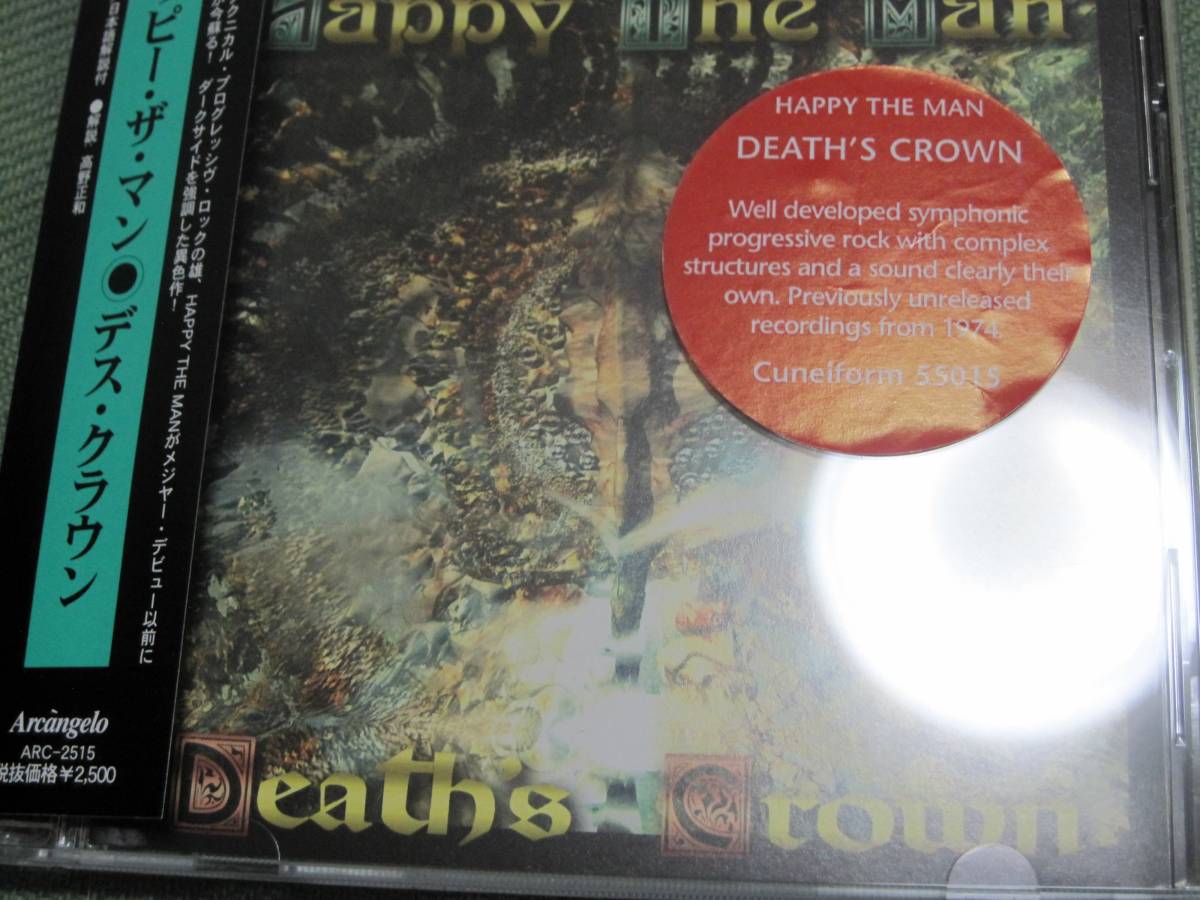 ピー・ザ・マン◉デス・クラウン
日本語解説付 ●解説:高野正和
クニカル・プログレッシヴ・ロックの雄、HAPPY THE MANがメジャー・デビュー以前に
今蘇る! ダークサイドを強調した異色作!
Arcàngelo
ARC-2515
税抜価格¥2,500
Happy The Man
HAPPY THE MAN
DEATH'S CROWN
Well developed symphonic
progressive rock with complex
structures and a sound clearly their
own. Previously unreleased
recordings from 1974.
Cuneiform 55015
Death's Crown